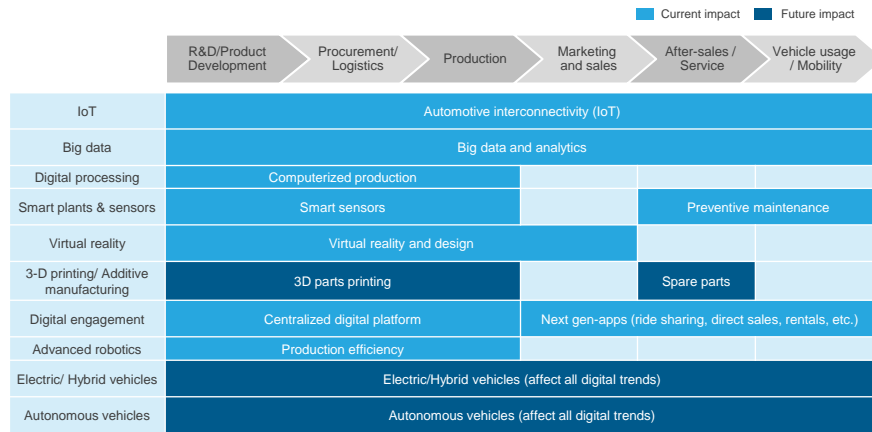 Current impact
Future impact
R&D/Product
Development
Procurement/
Logistics
Production
Marketing
and sales
After-sales /
Service
Vehicle usage
/ Mobility
IoT
Automotive interconnectivity (IoT)
Big data
Big data and analytics
Digital processing
Computerized production
Smart plants & sensors
Smart sensors
Preventive maintenance
Virtual reality
Virtual reality and design
3-D printing/ Additive
manufacturing
3D parts printing
Spare parts
Digital engagement
Centralized digital platform
Next gen-apps (ride sharing, direct sales, rentals, etc.)
Advanced robotics
Production efficiency
Electric/ Hybrid vehicles
Electric/Hybrid vehicles (affect all digital trends)
Autonomous vehicles
Autonomous vehicles (affect all digital trends)